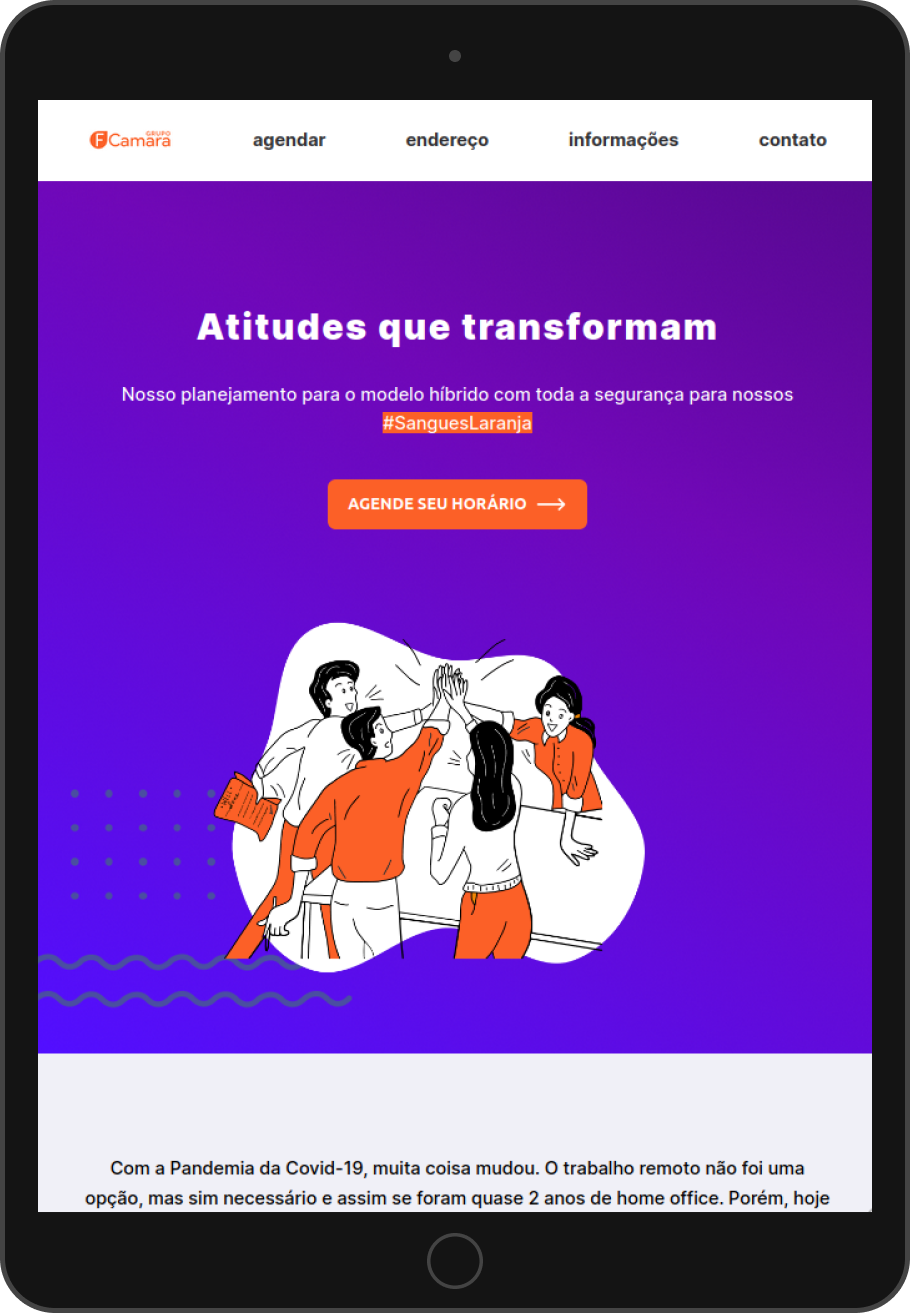 GRUPO
FCamara
agendar
endereço
informações
contato
Atitudes que transformam
Nosso planejamento para o modelo híbrido com toda a segurança para nossos
#SanguesLaranja
AGENDE SEU HORÁRIO
Com a Pandemia da Covid-19, muita coisa mudou. O trabalho remoto não foi uma
opção, mas sim necessário e assim se foram quase 2 anos de home office. Porém, hoje